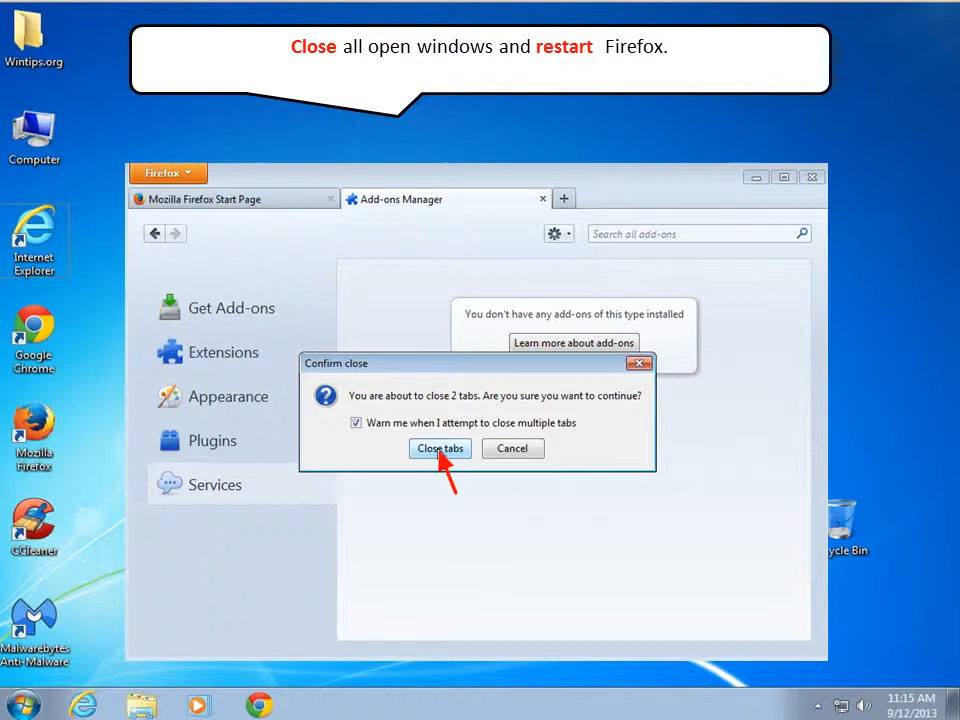 Close all open windows and restart Firefox.
Wintips.org
Computer
Internet
Explorer
Google
Chrome
Mozilla
Firefox
CCleaner
Malwarebytes
Anti-Malware
Firefox
Mozilla Firefox Start Page
Add-ons Manager
Search all add-ons
Get Add-ons
Extensions
Appearance
Plugins
Services
You don't have any add-ons of this type installed
Learn more about add-ons
Confirm close
You are about to close 2 tabs. Are you sure you want to continue?
Warn me when I attempt to close multiple tabs
Close tabs
Cancel
ycle Bin
11:15 AM
9/12/2013